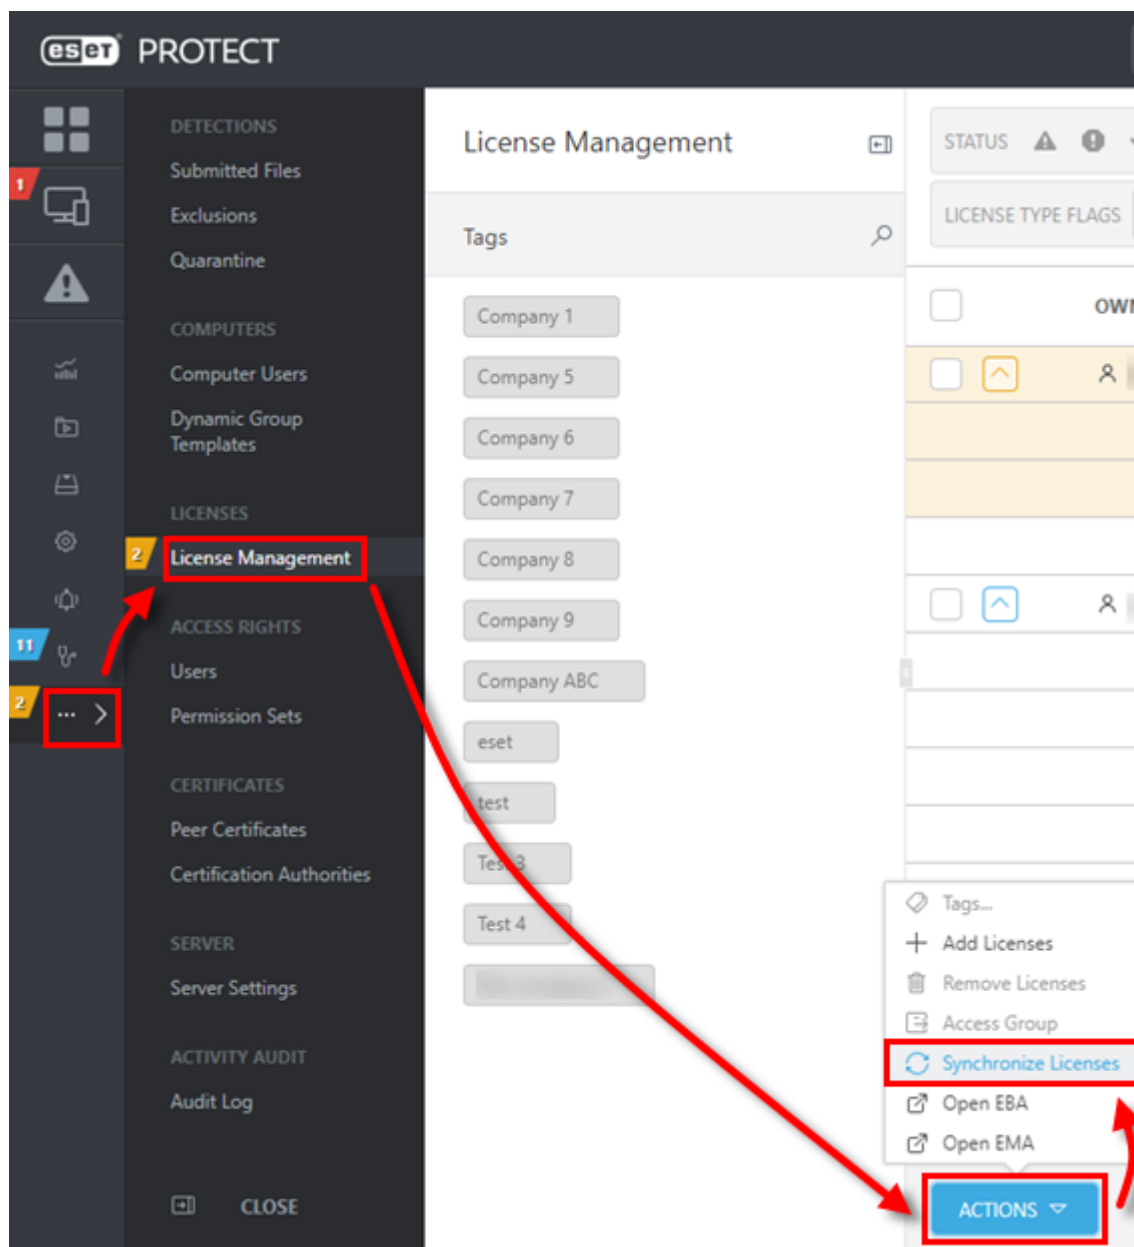 eset PROTECT
1
11
2
DETECTIONS
Submitted Files
Exclusions
Quarantine
COMPUTERS
Computer Users
Dynamic Group
Templates
LICENSES
2
License Management
ACCESS RIGHTS
Users
Permission Sets
CERTIFICATES
Peer Certificates
Certification Authorities
SERVER
Server Settings
ACTIVITY AUDIT
Audit Log
CLOSE
License Management
Tags
Company 1
Company 5
Company 6
Company 7
Company 8
Company 9
Company ABC
eset
test
Test 3
Test 4
STATUS
LICENSE TYPE FLAGS
OWN
Tags...
Add Licenses
Remove Licenses
Access Group
Synchronize Licenses
Open EBA
Open EMA
ACTIONS